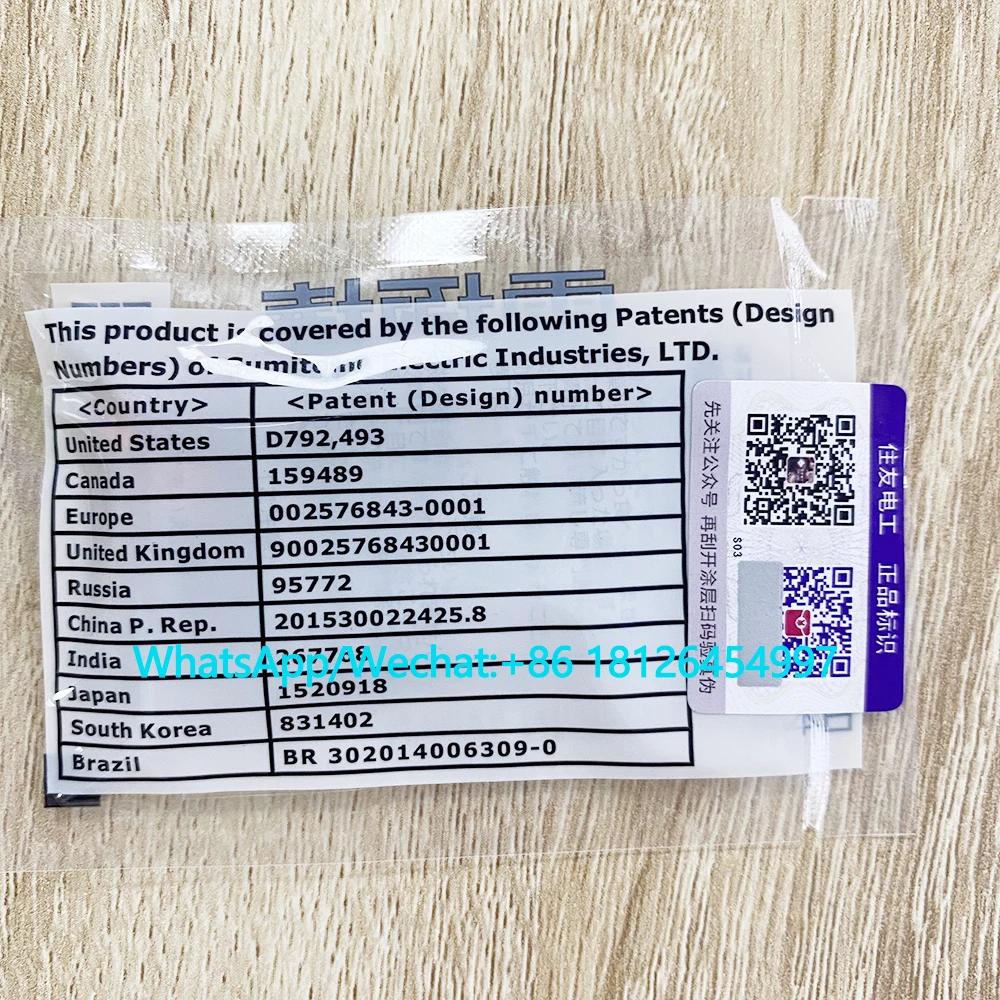 This product is covered by the following Patents (Design
Numbers) of Sumitomo Electric Industries, LTD.
<Country> <Patent (Design) number>
United States D792,493
Canada 159489
Europe 002576843-0001
United Kingdom 90025768430001
Russia 95772
China P. Rep. 201530022425.8
India
Japan 1520918
South Korea 831402
Brazil BR 302014006309-0
WhatsApp/Wechat:+86 18126454997
住友电工 正品标识
S03
先关注公众号 再刮开涂层扫码验真伪